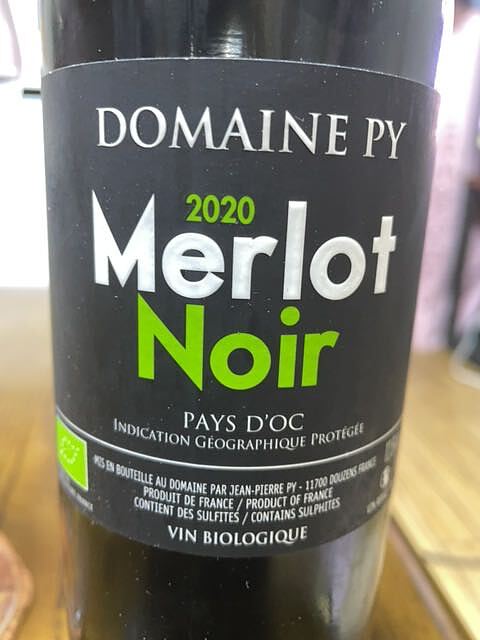 DOMAINE PY
2020
Merlot
Noir
PAYS D'OC
INDICATION GÉOGRAPHIQUE PROTÉGÉE
MIS EN BOUTEILLE AU DOMAINE PAR JEAN-PIERRE PY - 11700 DOUZENS FRANCE
PRODUIT DE FRANCE / PRODUCT OF FRANCE
CONTIENT DES SULFITES / CONTAINS SULPHITES
VIN BIOLOGIQUE